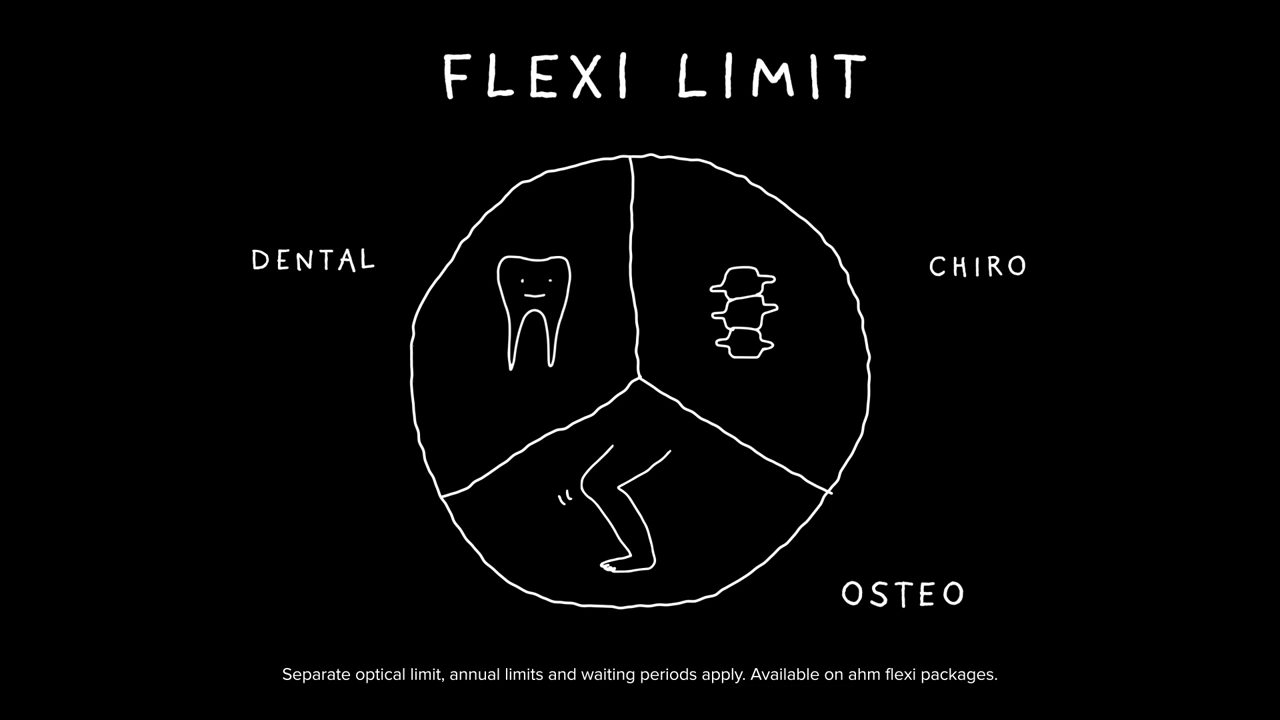 FLEXI LIMIT
DENTAL
CHIRO
OSTEO
Separate optical limit, annual limits and waiting periods apply. Available on ahm flexi packages.